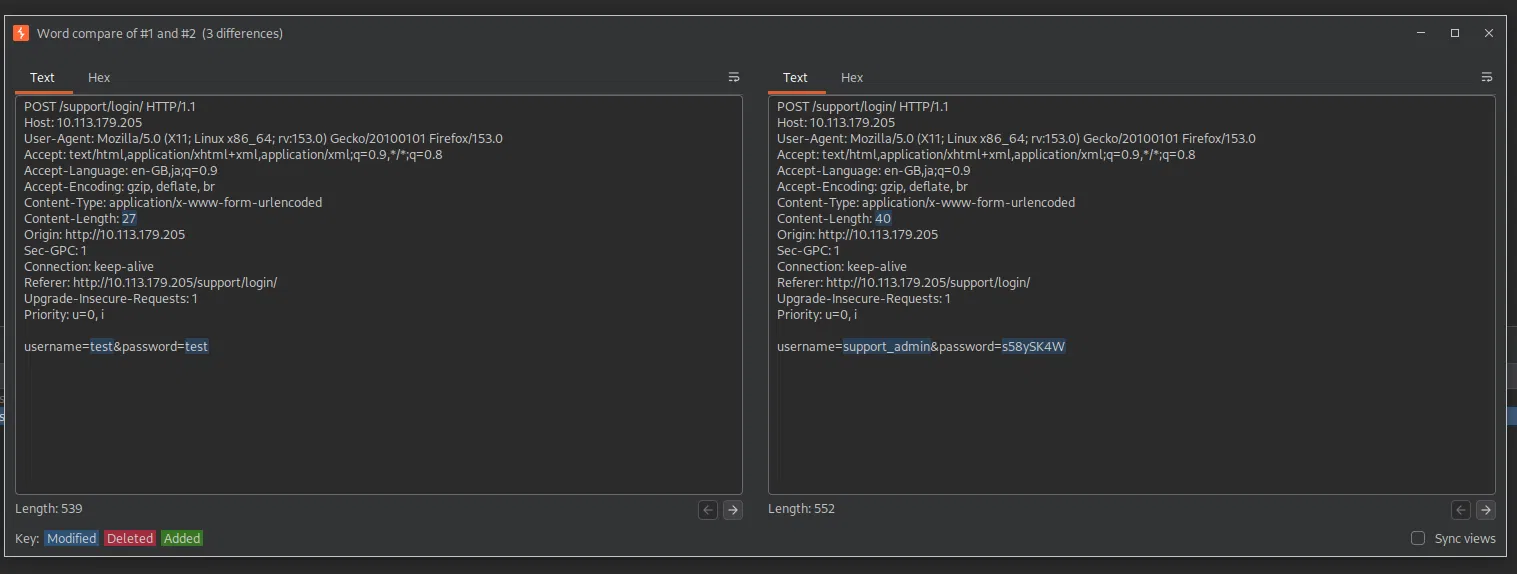 Word compare of #1 and #2 (3 differences)
Text Hex
POST /support/login/ HTTP/1.1
Host: 10.113.179.205
User-Agent: Mozilla/5.0 (X11; Linux x86_64; rv:153.0) Gecko/20100101 Firefox/153.0
Accept: text/html,application/xhtml+xml,application/xml;q=0.9,*/*;q=0.8
Accept-Language: en-GB,ja;q=0.9
Accept-Encoding: gzip, deflate, br
Content-Type: application/x-www-form-urlencoded
Content-Length: 27
Origin: http://10.113.179.205
Sec-GPC: 1
Connection: keep-alive
Referer: http://10.113.179.205/support/login/
Upgrade-Insecure-Requests: 1
Priority: u=0, i
username=test&password=test
Length: 539
Text Hex
POST /support/login/ HTTP/1.1
Host: 10.113.179.205
User-Agent: Mozilla/5.0 (X11; Linux x86_64; rv:153.0) Gecko/20100101 Firefox/153.0
Accept: text/html,application/xhtml+xml,application/xml;q=0.9,*/*;q=0.8
Accept-Language: en-GB,ja;q=0.9
Accept-Encoding: gzip, deflate, br
Content-Type: application/x-www-form-urlencoded
Content-Length: 40
Origin: http://10.113.179.205
Sec-GPC: 1
Connection: keep-alive
Referer: http://10.113.179.205/support/login/
Upgrade-Insecure-Requests: 1
Priority: u=0, i
username=support_admin&password=s58ySK4W
Length: 552
Key: Modified Deleted Added
Sync views